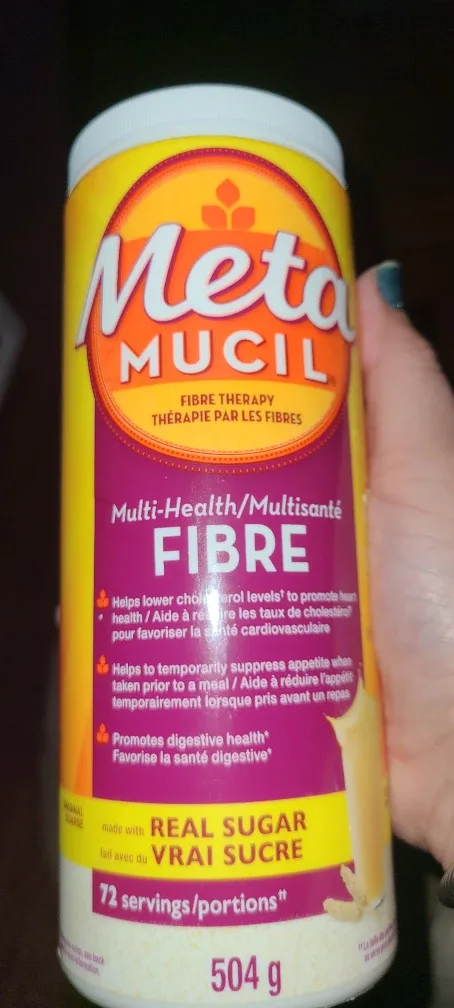 Meta
MUCIL
FIBRE THERAPY
THÉRAPIE PAR LES FIBRES
Multi-Health/Multisanté
FIBRE
Helps lower cholesterol levels† to promote heart
health / Aide à réduire les taux de cholestérol†
pour favoriser la santé cardiovasculaire
Helps to temporarily suppress appetite when
taken prior to a meal / Aide à réduire l'appétit
temporairement lorsque pris avant un repas
Promotes digestive health*
Favorise la santé digestive*
made with REAL SUGAR
fait avec du VRAI SUCRE
72 servings/portions††
504 g